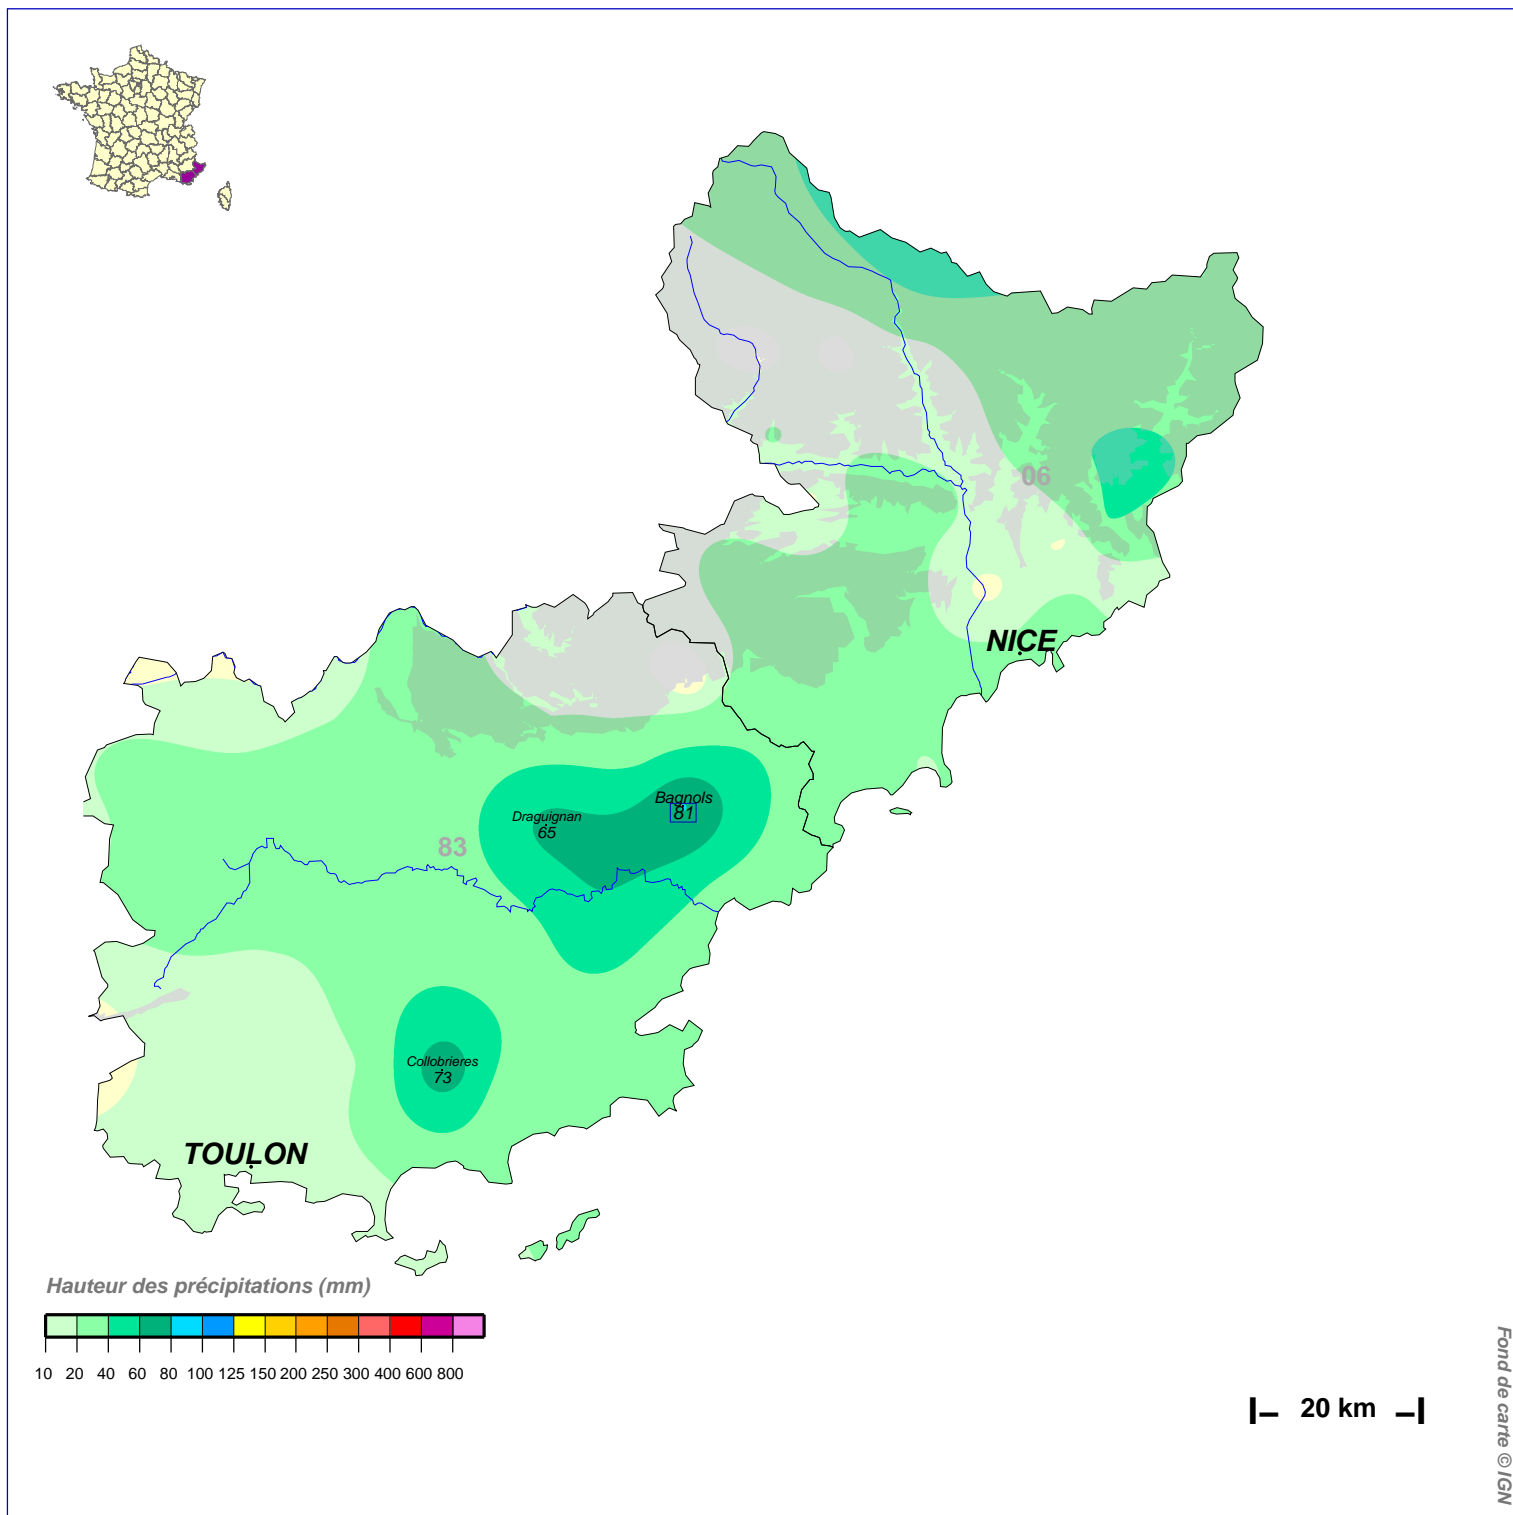 06
NICE
Bagnols
81
Draguignan
65
83
Collobrieres
73
TOULON
Hauteur des précipitations (mm)
10 20 40 60 80 100 125 150 200 250 300 400 600 800
20 km
Fond de carte © IGN